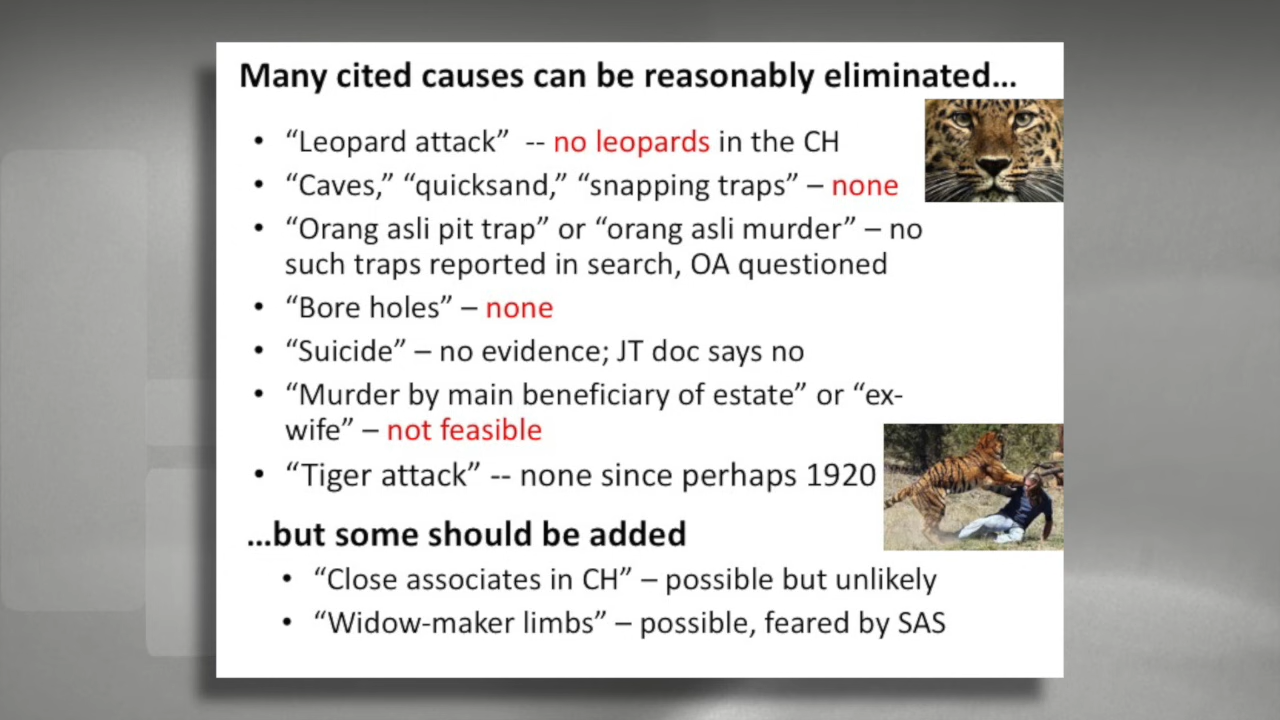 Many cited causes can be reasonably eliminated…
• “Leopard attack” -- no leopards in the CH
• “Caves,” “quicksand,” “snapping traps” – none
• “Orang asli pit trap” or “orang asli murder” – no
such traps reported in search, OA questioned
• “Bore holes” – none
• “Suicide” – no evidence; JT doc says no
• “Murder by main beneficiary of estate” or “ex-
wife” – not feasible
• “Tiger attack” -- none since perhaps 1920
…but some should be added
• “Close associates in CH” – possible but unlikely
• “Widow-maker limbs” – possible, feared by SAS